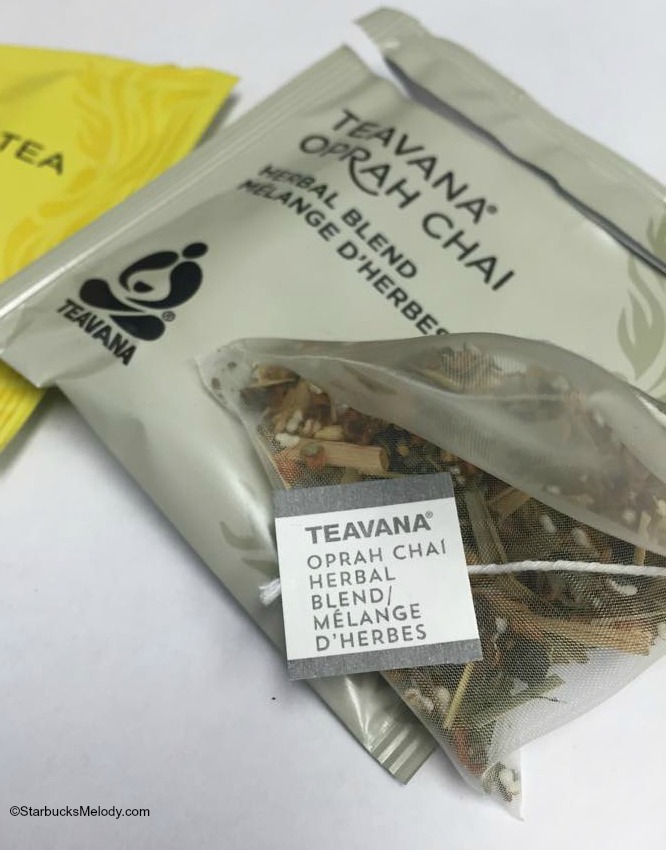 TEA
TEAVANA®
OPRAH CHAI
HERBAL BLEND
MÉLANGE D'HERBES
TEAVANA®
TEAVANA®
OPRAH CHAI
HERBAL
BLEND/
MÉLANGE
D'HERBES
©StarbucksMelody.com